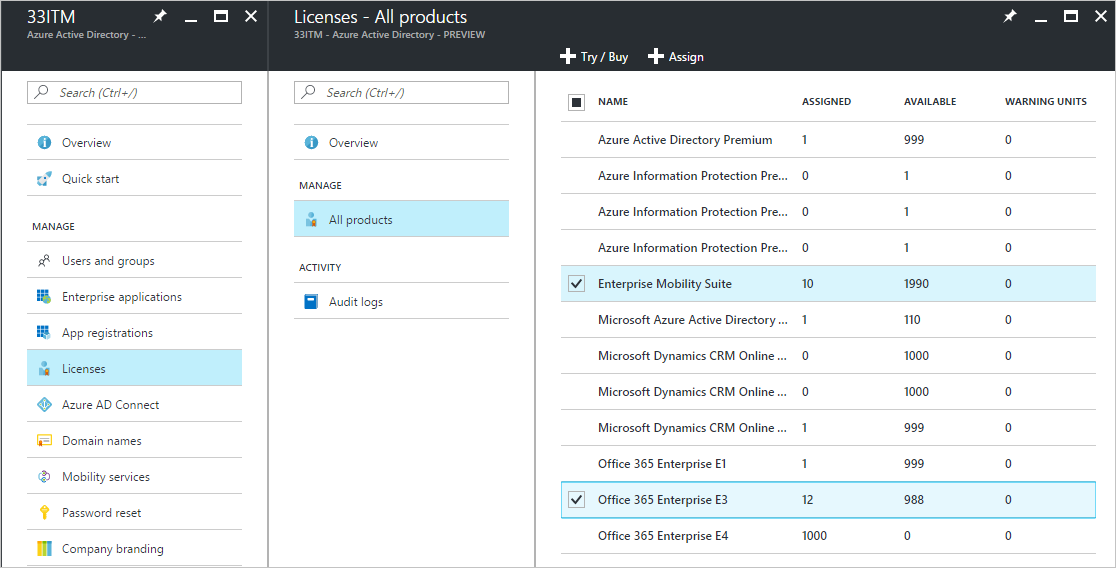 33ITM
Azure Active Directory - ...
Search (Ctrl+/)
Overview
Quick start
MANAGE
Users and groups
Enterprise applications
App registrations
Licenses
Azure AD Connect
Domain names
Mobility services
Password reset
Company branding
Licenses - All products
33ITM - Azure Active Directory - PREVIEW
Search (Ctrl+/)
Overview
MANAGE
All products
ACTIVITY
Audit logs
Try / Buy Assign
NAME ASSIGNED AVAILABLE WARNING UNITS
Azure Active Directory Premium 1 999 0
Azure Information Protection Pre... 0 1 0
Azure Information Protection Pre... 0 1 0
Azure Information Protection Pre... 0 1 0
Enterprise Mobility Suite 10 1990 0
Microsoft Azure Active Directory ... 1 110 0
Microsoft Dynamics CRM Online ... 0 1000 0
Microsoft Dynamics CRM Online ... 0 1000 0
Microsoft Dynamics CRM Online ... 1 999 0
Office 365 Enterprise E1 1 999 0
Office 365 Enterprise E3 12 988 0
Office 365 Enterprise E4 1000 0 0